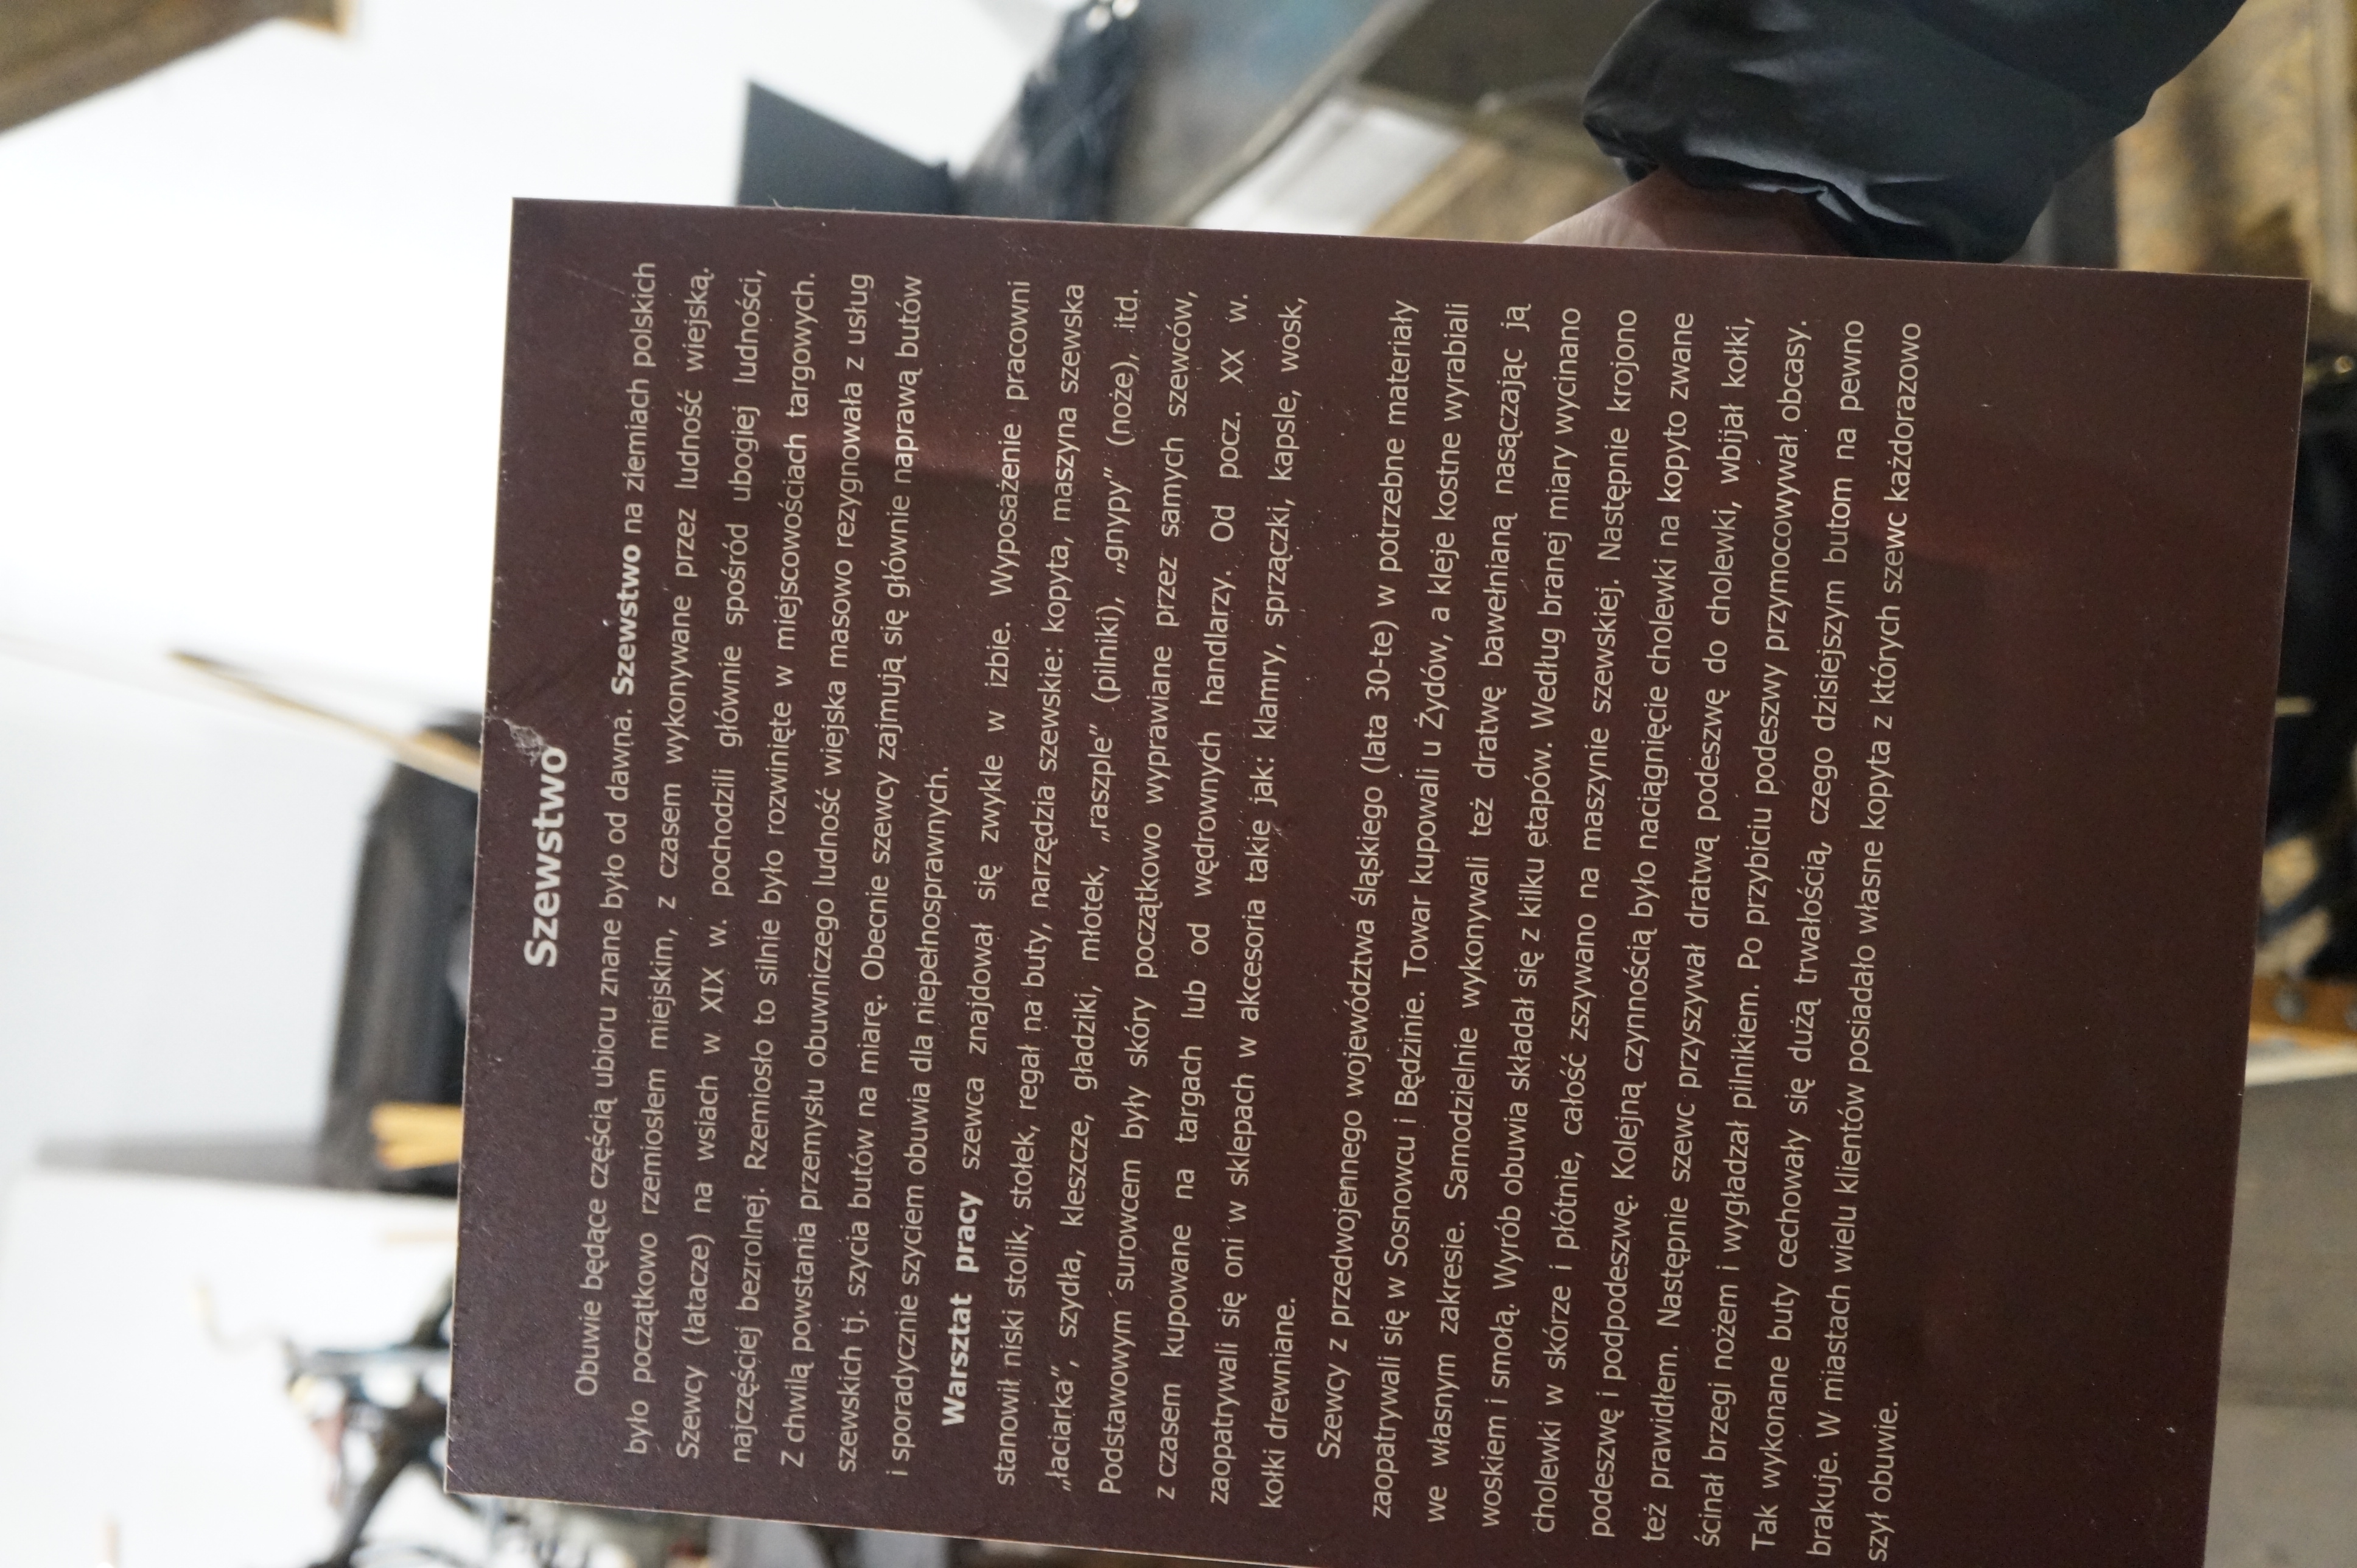 Szewstwo
Obuwie będące częścią ubioru znane było od dawna. Szewstwo na ziemiach polskich
było początkowo rzemiosłem miejskim, z czasem wykonywane przez ludność wiejską.
Szewcy (łatacze) na wsiach w XIX w. pochodzili głównie spośród ubogiej ludności,
najczęściej bezrolnej. Rzemiosło to silnie było rozwinięte w miejscowościach targowych.
Z chwilą powstania przemysłu obuwniczego ludność wiejska masowo rezygnowała z usług
szewskich tj. szycia butów na miarę. Obecnie szewcy zajmują się głównie naprawą butów
i sporadycznie szyciem obuwia dla niepełnosprawnych.
Warsztat pracy szewca znajdował się zwykle w izbie. Wyposażenie pracowni
stanowił niski stolik, stołek, regał na buty, narzędzia szewskie: kopyta, maszyna szewska
„łaciarka”, szydła, kleszcze, gładziki, młotek, „raszple” (pilniki), „gnypy” (noże), itd.
Podstawowym surowcem były skóry początkowo wyprawiane przez samych szewców,
z czasem kupowane na targach lub od wędrownych handlarzy. Od pocz. XX w.
zaopatrywali się oni w sklepach w akcesoria takie jak: klamry, sprzączki, kapsle, wosk,
kołki drewniane.
Szewcy z przedwojennego województwa śląskiego (lata 30-te) w potrzebne materiały
zaopatrywali się w Sosnowcu i Będzinie. Towar kupowali u Żydów, a kleje kostne wyrabiali
we własnym zakresie. Samodzielnie wykonywali też dratwę bawełnianą nasączając ją
woskiem i smołą. Wyrób obuwia składał się z kilku etapów. Według branej miary wycinano
cholewki w skórze i płótnie, całość zszywano na maszynie szewskiej. Następnie krojono
podeszwę i podpodeszwę. Kolejną czynnością było naciągnięcie cholewki na kopyto zwane
też prawidłem. Następnie szewc przyszywał dratwą podeszwę do cholewki, wbijał kołki,
ścinał brzegi nożem i wygładzał pilnikiem. Po przybiciu podeszwy przymocowywał obcasy.
Tak wykonane buty cechowały się dużą trwałością, czego dzisiejszym butom na pewno
brakuje. W miastach wielu klientów posiadało własne kopyta z których szewc każdorazowo
szył obuwie.